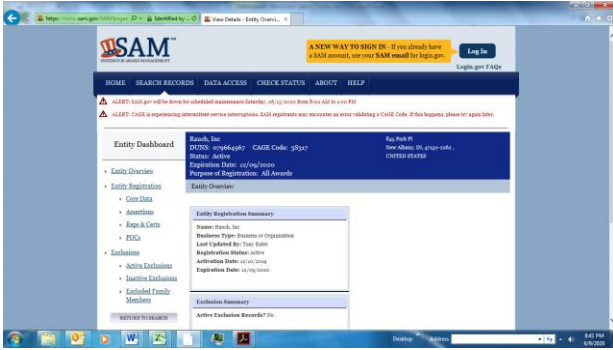 https://www.sam.gov/SAM/pages
Identified by
View Details - Entity Overvi...
SAM
SYSTEM FOR AWARD MANAGEMENT
A NEW WAY TO SIGN IN - If you already have
a SAM account, use your SAM email for login.gov.
Log In
Login.gov FAQs
HOME SEARCH RECORDS DATA ACCESS CHECK STATUS ABOUT HELP
ALERT: SAM.gov will be down for scheduled maintenance Saturday, 06/13/2020 from 8:00 AM to 1:00 PM
ALERT: CAGE is experiencing intermittent service interruptions. SAM registrants may encounter an error validating a CAGE Code. If this happens, please try again later.
Entity Dashboard
Entity Overview
Entity Registration
Core Data
Assertions
Reps & Certs
POCs
Exclusions
Active Exclusions
Inactive Exclusions
Excluded Family
Members
RETURN TO SEARCH
Rauch, Inc
DUNS: 079664967 CAGE Code: 3S317
Status: Active
Expiration Date: 12/09/2020
Purpose of Registration: All Awards
845 Park Pl
New Albany, IN,
UNITED STATES
Entity Overview
Entity Registration Summary
Name: Rauch, Inc
Business Type: Business or Organization
Last Updated By: Tony
Registration Status: Active
Activation Date: 12/10/2019
Expiration Date: 12/09/2020
Exclusion Summary
Active Exclusion Records? No
Desktop
Address
8:41 PM
6/9/2020